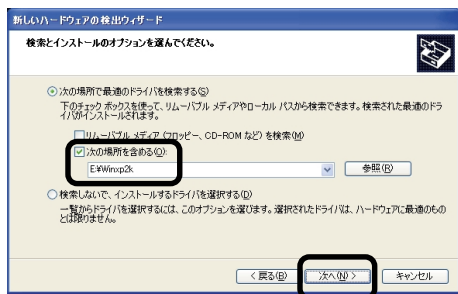 新しいハードウェアの検出ウィザード
検索とインストールのオプションを選んでください。
次の場所で最適のドライバを検索する(S)
下のチェック ボックスを使って、リムーバブル メディアやローカル パスから検索できます。検索された最適のドラ
イバがインストールされます。
リムーバブル メディア (フロッピー、CD-ROM など) を検索(M)
次の場所を含める(O):
E:¥Winxp2k
参照(R)
検索しないで、インストールするドライバを選択する(D)
一覧からドライバを選択するには、このオプションを選びます。選択されたドライバは、ハードウェアに最適のもの
とは限りません。
< 戻る(B)
次へ(N) >
キャンセル